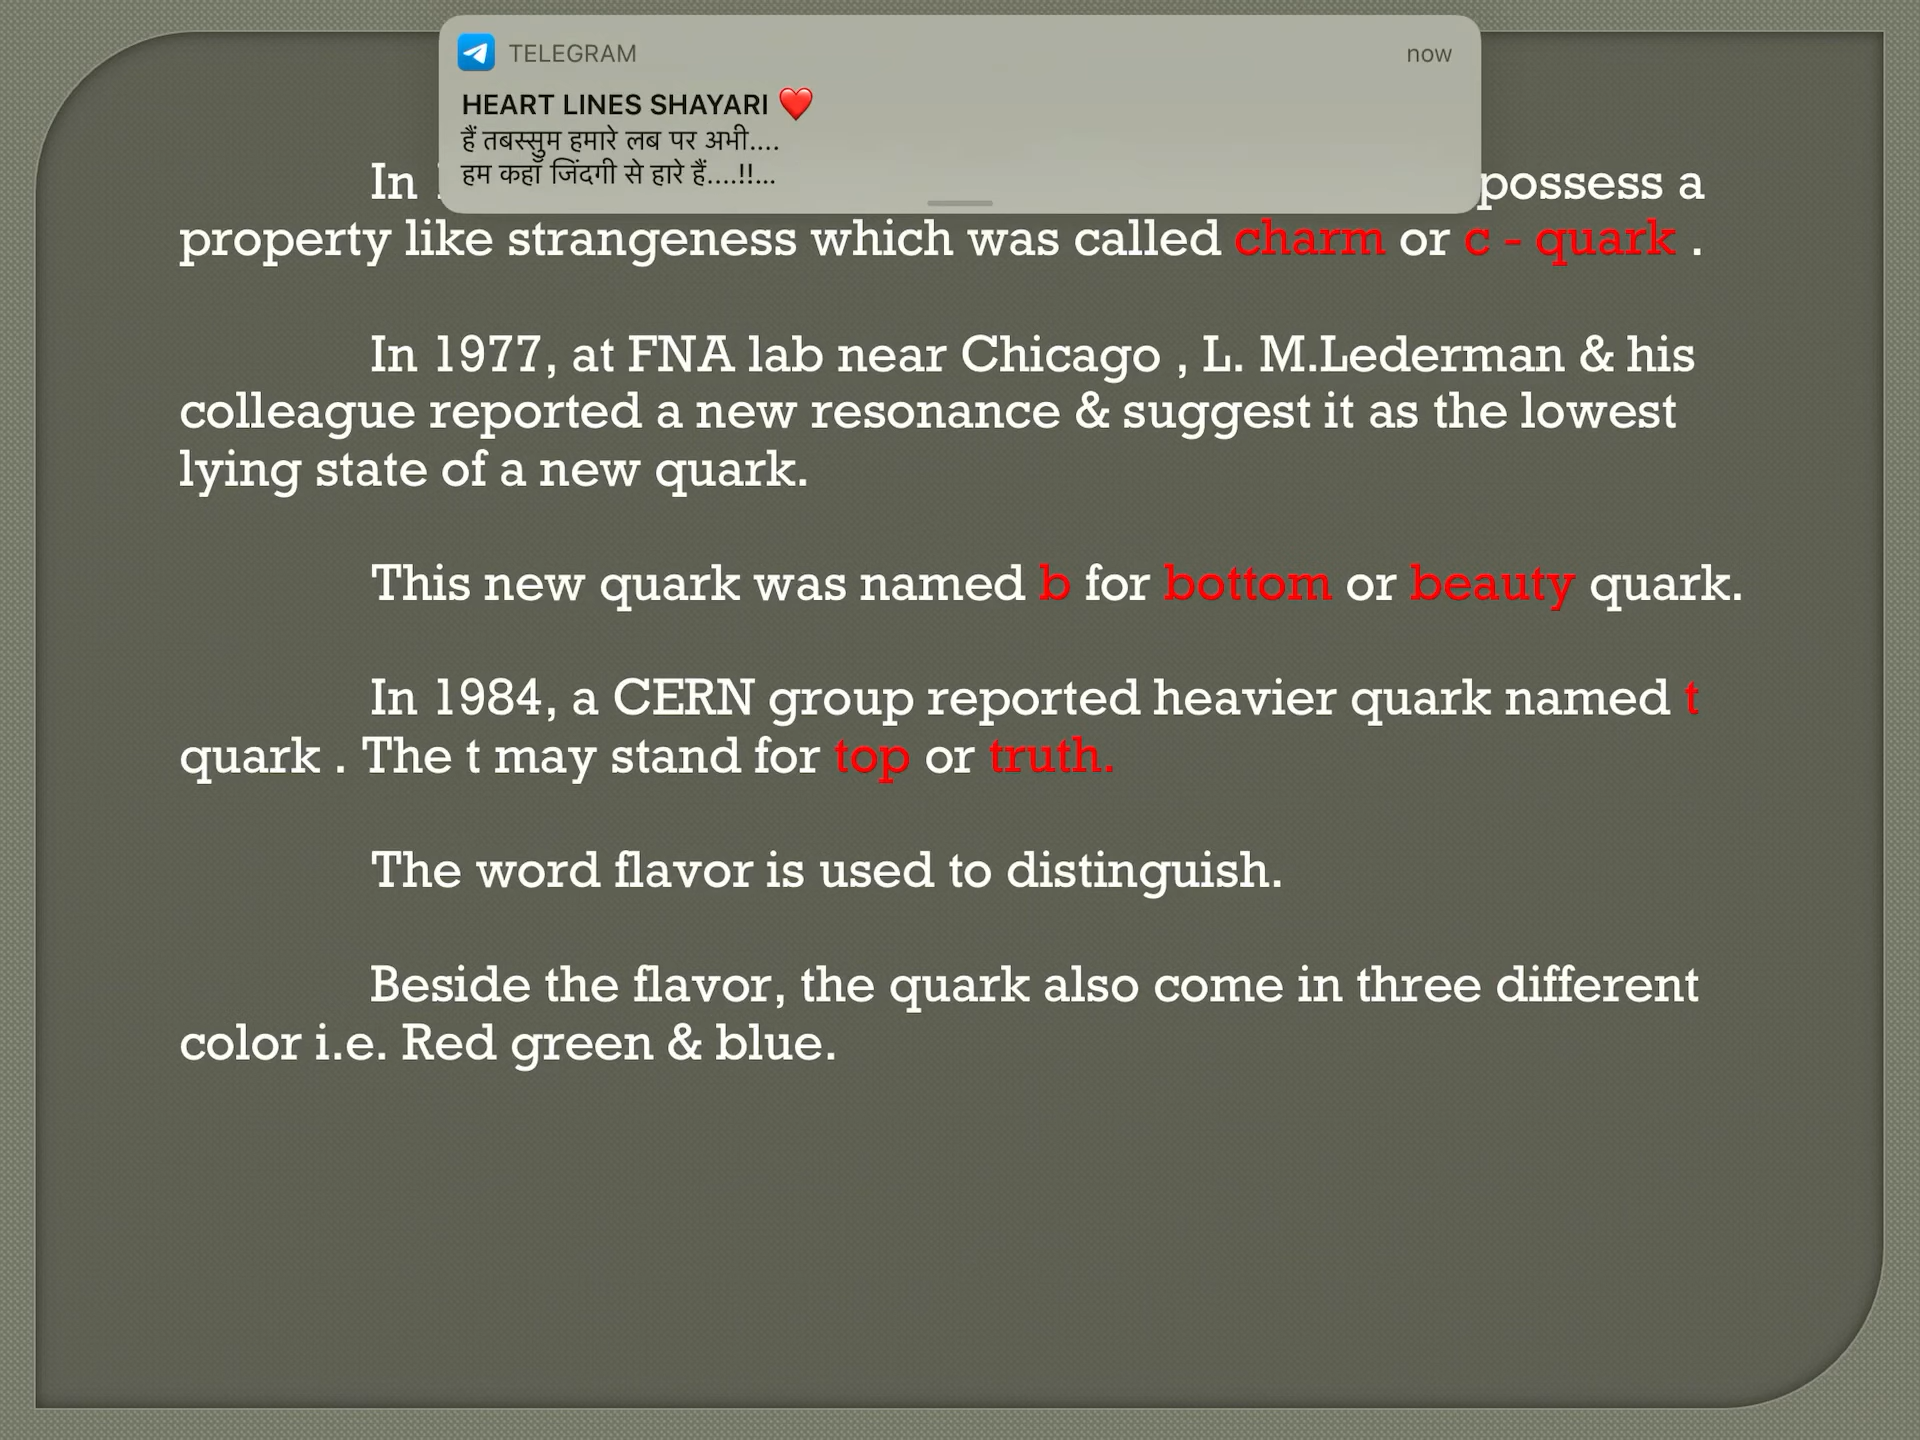 TELEGRAM now
HEART LINES SHAYARI ❤️
हैं तबस्सुम हमारे लब पर अभी....
हम कहाँ जिंदगी से हारे हैं....!!...
In possess a
property like strangeness which was called charm or c - quark .
In 1977, at FNA lab near Chicago , L. M.Lederman & his
colleague reported a new resonance & suggest it as the lowest
lying state of a new quark.
This new quark was named b for bottom or beauty quark.
In 1984, a CERN group reported heavier quark named t
quark . The t may stand for top or truth.
The word flavor is used to distinguish.
Beside the flavor, the quark also come in three different
color i.e. Red green & blue.